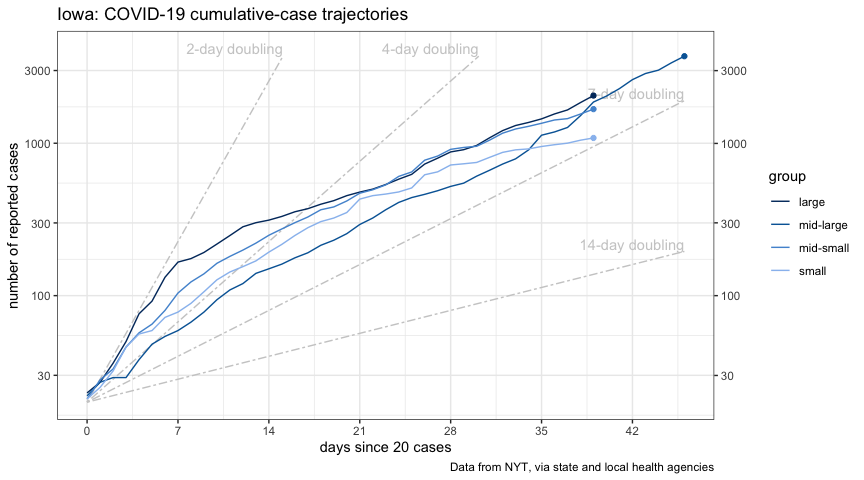 Iowa: COVID-19 cumulative-case trajectories
2-day doubling
4-day doubling
7-day doubling
14-day doubling
number of reported cases
3000
1000
300
100
30
3000
1000
300
100
30
0 7 14 21 28 35 42
days since 20 cases
group
large
mid-large
mid-small
small
Data from NYT, via state and local health agencies